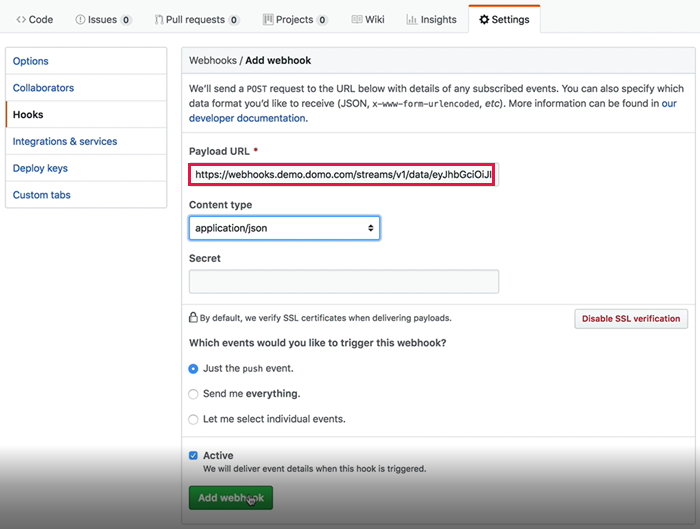 Code Issues 0 Pull requests 0 Projects 0 Wiki Insights Settings
Options
Collaborators
Hooks
Integrations & services
Deploy keys
Custom tabs
Webhooks / Add webhook
We'll send a POST request to the URL below with details of any subscribed events. You can also specify which
data format you'd like to receive (JSON, x-www-form-urlencoded, etc). More information can be found in our
developer documentation.
Payload URL *
https://webhooks.demo.domo.com/streams/v1/data/eyJhbGciOiJI
Content type
application/json
Secret
By default, we verify SSL certificates when delivering payloads.
Disable SSL verification
Which events would you like to trigger this webhook?
Just the push event.
Send me everything.
Let me select individual events.
Active
We will deliver event details when this hook is triggered.
Add webhook